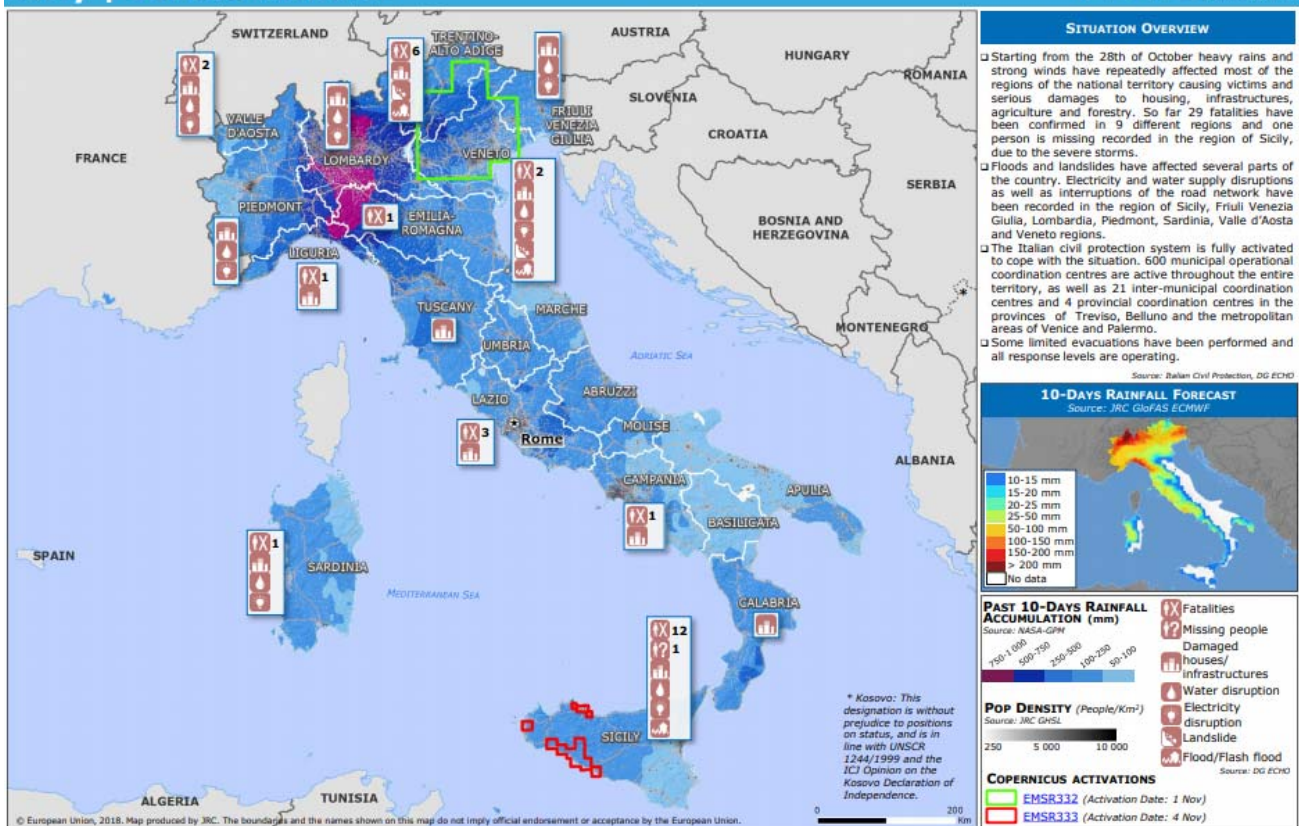 SWITZERLAND
AUSTRIA
HUNGARY
ROMANIA
SLOVENIA
CROATIA
SERBIA
FRANCE
BOSNIA AND
HERZEGOVINA
MONTENEGRO
*
ALBANIA
SPAIN
ALGERIA
TUNISIA
TRENTINO-
ALTO ADIGE
VALLE
D'AOSTA
LOMBARDY
FRIULI
VENEZIA
GIULIA
VENETO
PIEDMONT
EMILIA-
ROMAGNA
LIGURIA
TUSCANY
MARCHE
UMBRIA
ADRIATIC SEA
LAZIO
ABRUZZI
Rome
MOLISE
CAMPANIA
APULIA
BASILICATA
SARDINIA
MEDITERRANEAN SEA
CALABRIA
SICILY
2
6
2
1
1
3
1
1
12
? 1
* Kosovo: This
designation is without
prejudice to positions
on status, and is in
line with UNSCR
1244/1999 and the
ICJ Opinion on the
Kosovo Declaration of
Independence.
0 200
Km
© European Union, 2018. Map produced by JRC. The boundaries and the names shown on this map do not imply official endorsement or acceptance by the European Union.
SITUATION OVERVIEW
Starting from the 28th of October heavy rains and
strong winds have repeatedly affected most of the
regions of the national territory causing victims and
serious damages to housing, infrastructures,
agriculture and forestry. So far 29 fatalities have
been confirmed in 9 different regions and one
person is missing recorded in the region of Sicily,
due to the severe storms.
Floods and landslides have affected several parts of
the country. Electricity and water supply disruptions
as well as interruptions of the road network have
been recorded in the region of Sicily, Friuli Venezia
Giulia, Lombardia, Piedmont, Sardinia, Valle d'Aosta
and Veneto regions.
The Italian civil protection system is fully activated
to cope with the situation. 600 municipal operational
coordination centres are active throughout the entire
territory, as well as 21 inter-municipal coordination
centres and 4 provincial coordination centres in the
provinces of Treviso, Belluno and the metropolitan
areas of Venice and Palermo.
Some limited evacuations have been performed and
all response levels are operating.
Source: Italian Civil Protection, DG ECHO
10-DAYS RAINFALL FORECAST
Source: JRC GloFAS ECMWF
10-15 mm
15-20 mm
20-25 mm
25-50 mm
50-100 mm
100-150 mm
150-200 mm
> 200 mm
No data
PAST 10-DAYS RAINFALL
ACCUMULATION (mm)
Source: NASA-GPM
750-1 000 500-750 250-500 100-250 50-100
POP DENSITY (People/Km²)
Source: JRC GHSL
250 5 000 10 000
Fatalities
? Missing people
Damaged
houses/
infrastructures
Water disruption
Electricity
disruption
Landslide
Flood/Flash flood
Source: DG ECHO
COPERNICUS ACTIVATIONS
EMSR332 (Activation Date: 1 Nov)
EMSR333 (Activation Date: 4 Nov)